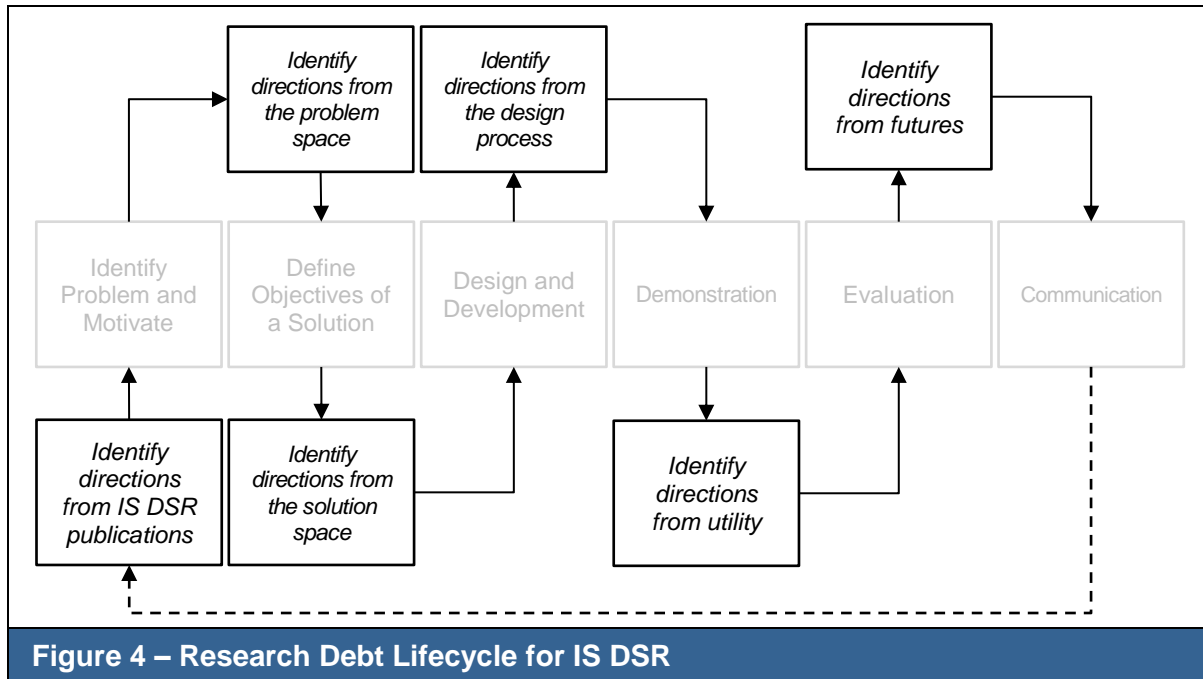 Identify
directions from
the problem
space
Identify
directions from
the design
process
Identify
directions
from futures
Identify
Problem and
Motivate
Define
Objectives of
a Solution
Design and
Development
Demonstration
Evaluation
Communication
Identify
directions
from IS DSR
publications
Identify
directions from
the solution
space
Identify
directions
from utility
Figure 4 – Research Debt Lifecycle for IS DSR